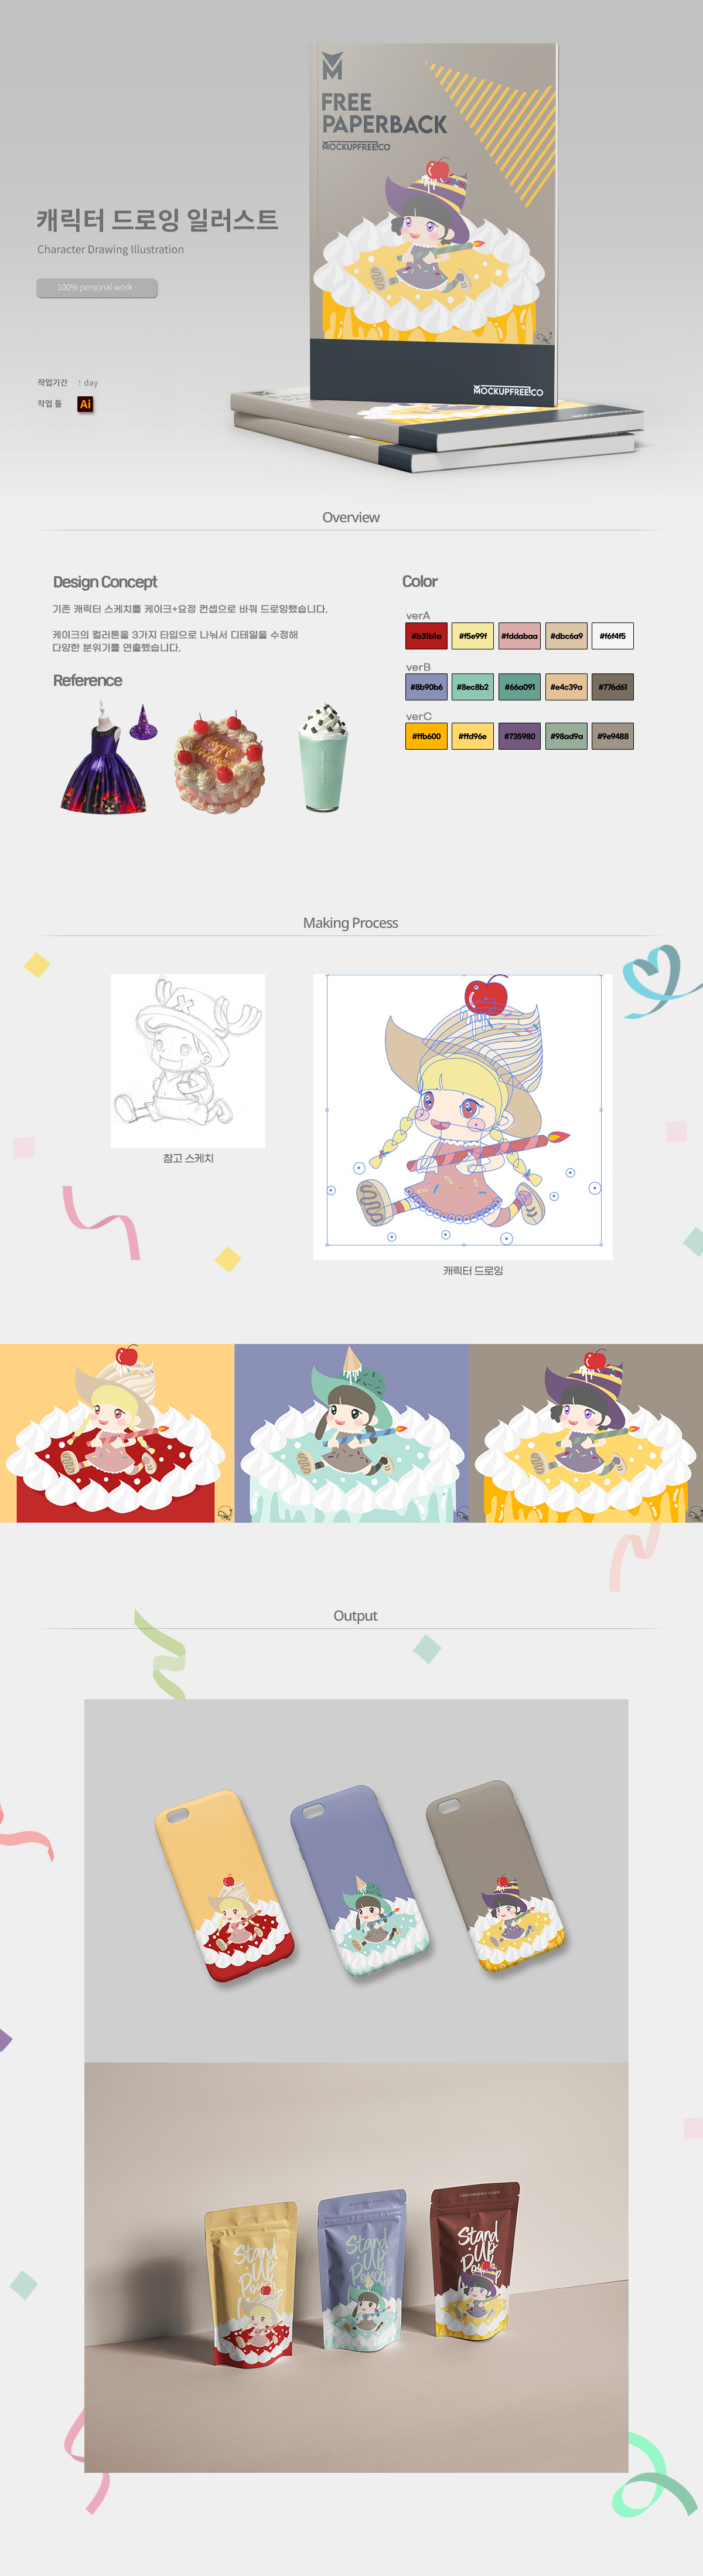 FREE
PAPERBACK
MOCKUPFREE.CO
캐릭터 드로잉 일러스트
Character Drawing Illustration
100% personal work
작업기간 1 day
작업 툴 Ai
MOCKUPFREE.CO
Overview
Design Concept
기존 캐릭터 스케치를 케이크+요정 컨셉으로 바꿔 드로잉했습니다.
케이크의 컬러톤을 3가지 타입으로 나눠서 디테일을 수정해
다양한 분위기를 연출했습니다.
Reference
Color
verA
#b31b1a #f5e99f #fddabaa #dbc6a9 #f6f4f5
verB
#8b90b6 #8ec8b2 #66a091 #e4c39a #776d61
verC
#ffb600 #ffd96e #735980 #98ad9a #9e9488
Making Process
참고 스케치
캐릭터 드로잉
Output
Stand
Up
Pouch
Stand
Up
Pouch
Stand
Up
Pouch